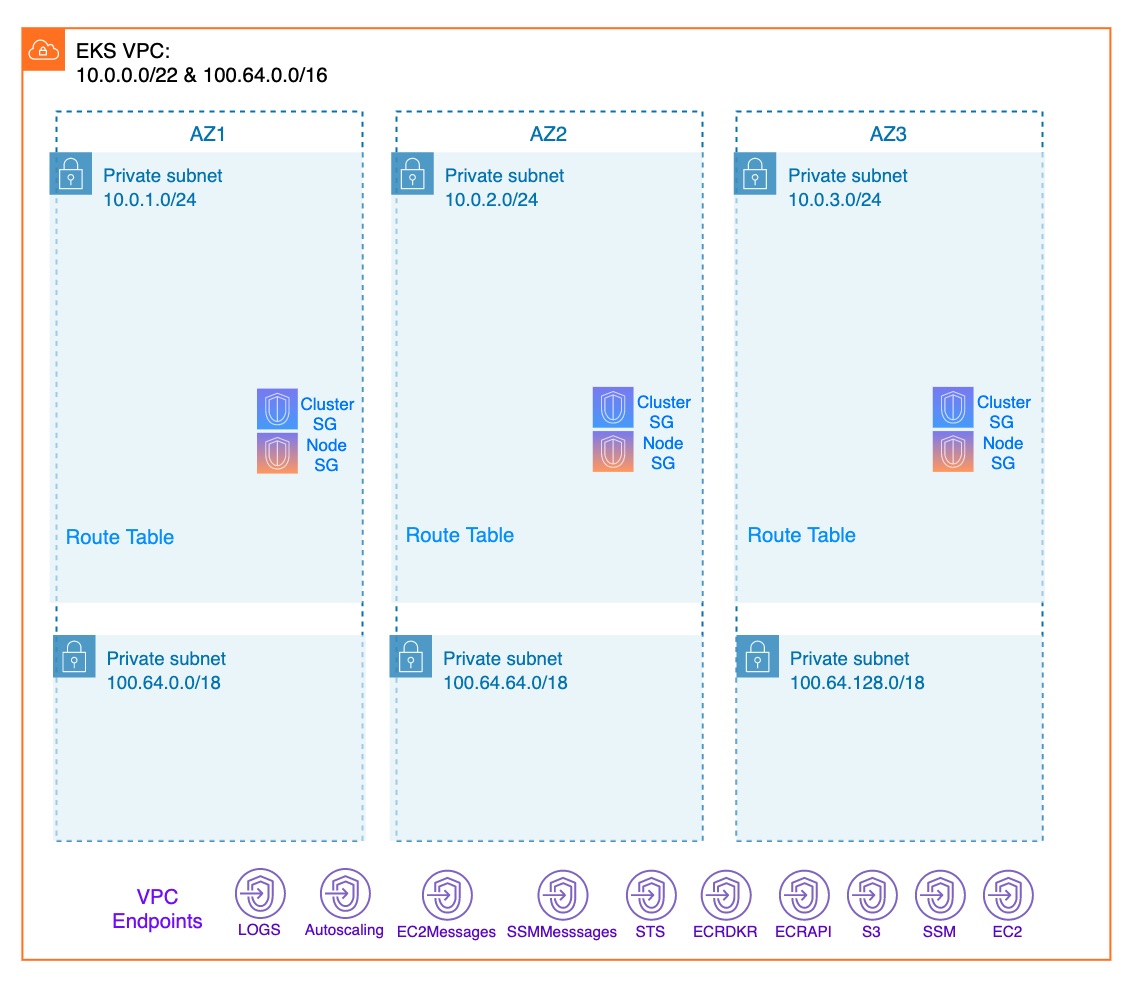 EKS VPC:
10.0.0.0/22 & 100.64.0.0/16
AZ1
Private subnet
10.0.1.0/24
Cluster
SG
Node
SG
Route Table
Private subnet
100.64.0.0/18
AZ2
Private subnet
10.0.2.0/24
Cluster
SG
Node
SG
Route Table
Private subnet
100.64.64.0/18
AZ3
Private subnet
10.0.3.0/24
Cluster
SG
Node
SG
Route Table
Private subnet
100.64.128.0/18
VPC
Endpoints
LOGS
Autoscaling
EC2Messages
SSMMesssages
STS
ECRDKR
ECRAPI
S3
SSM
EC2